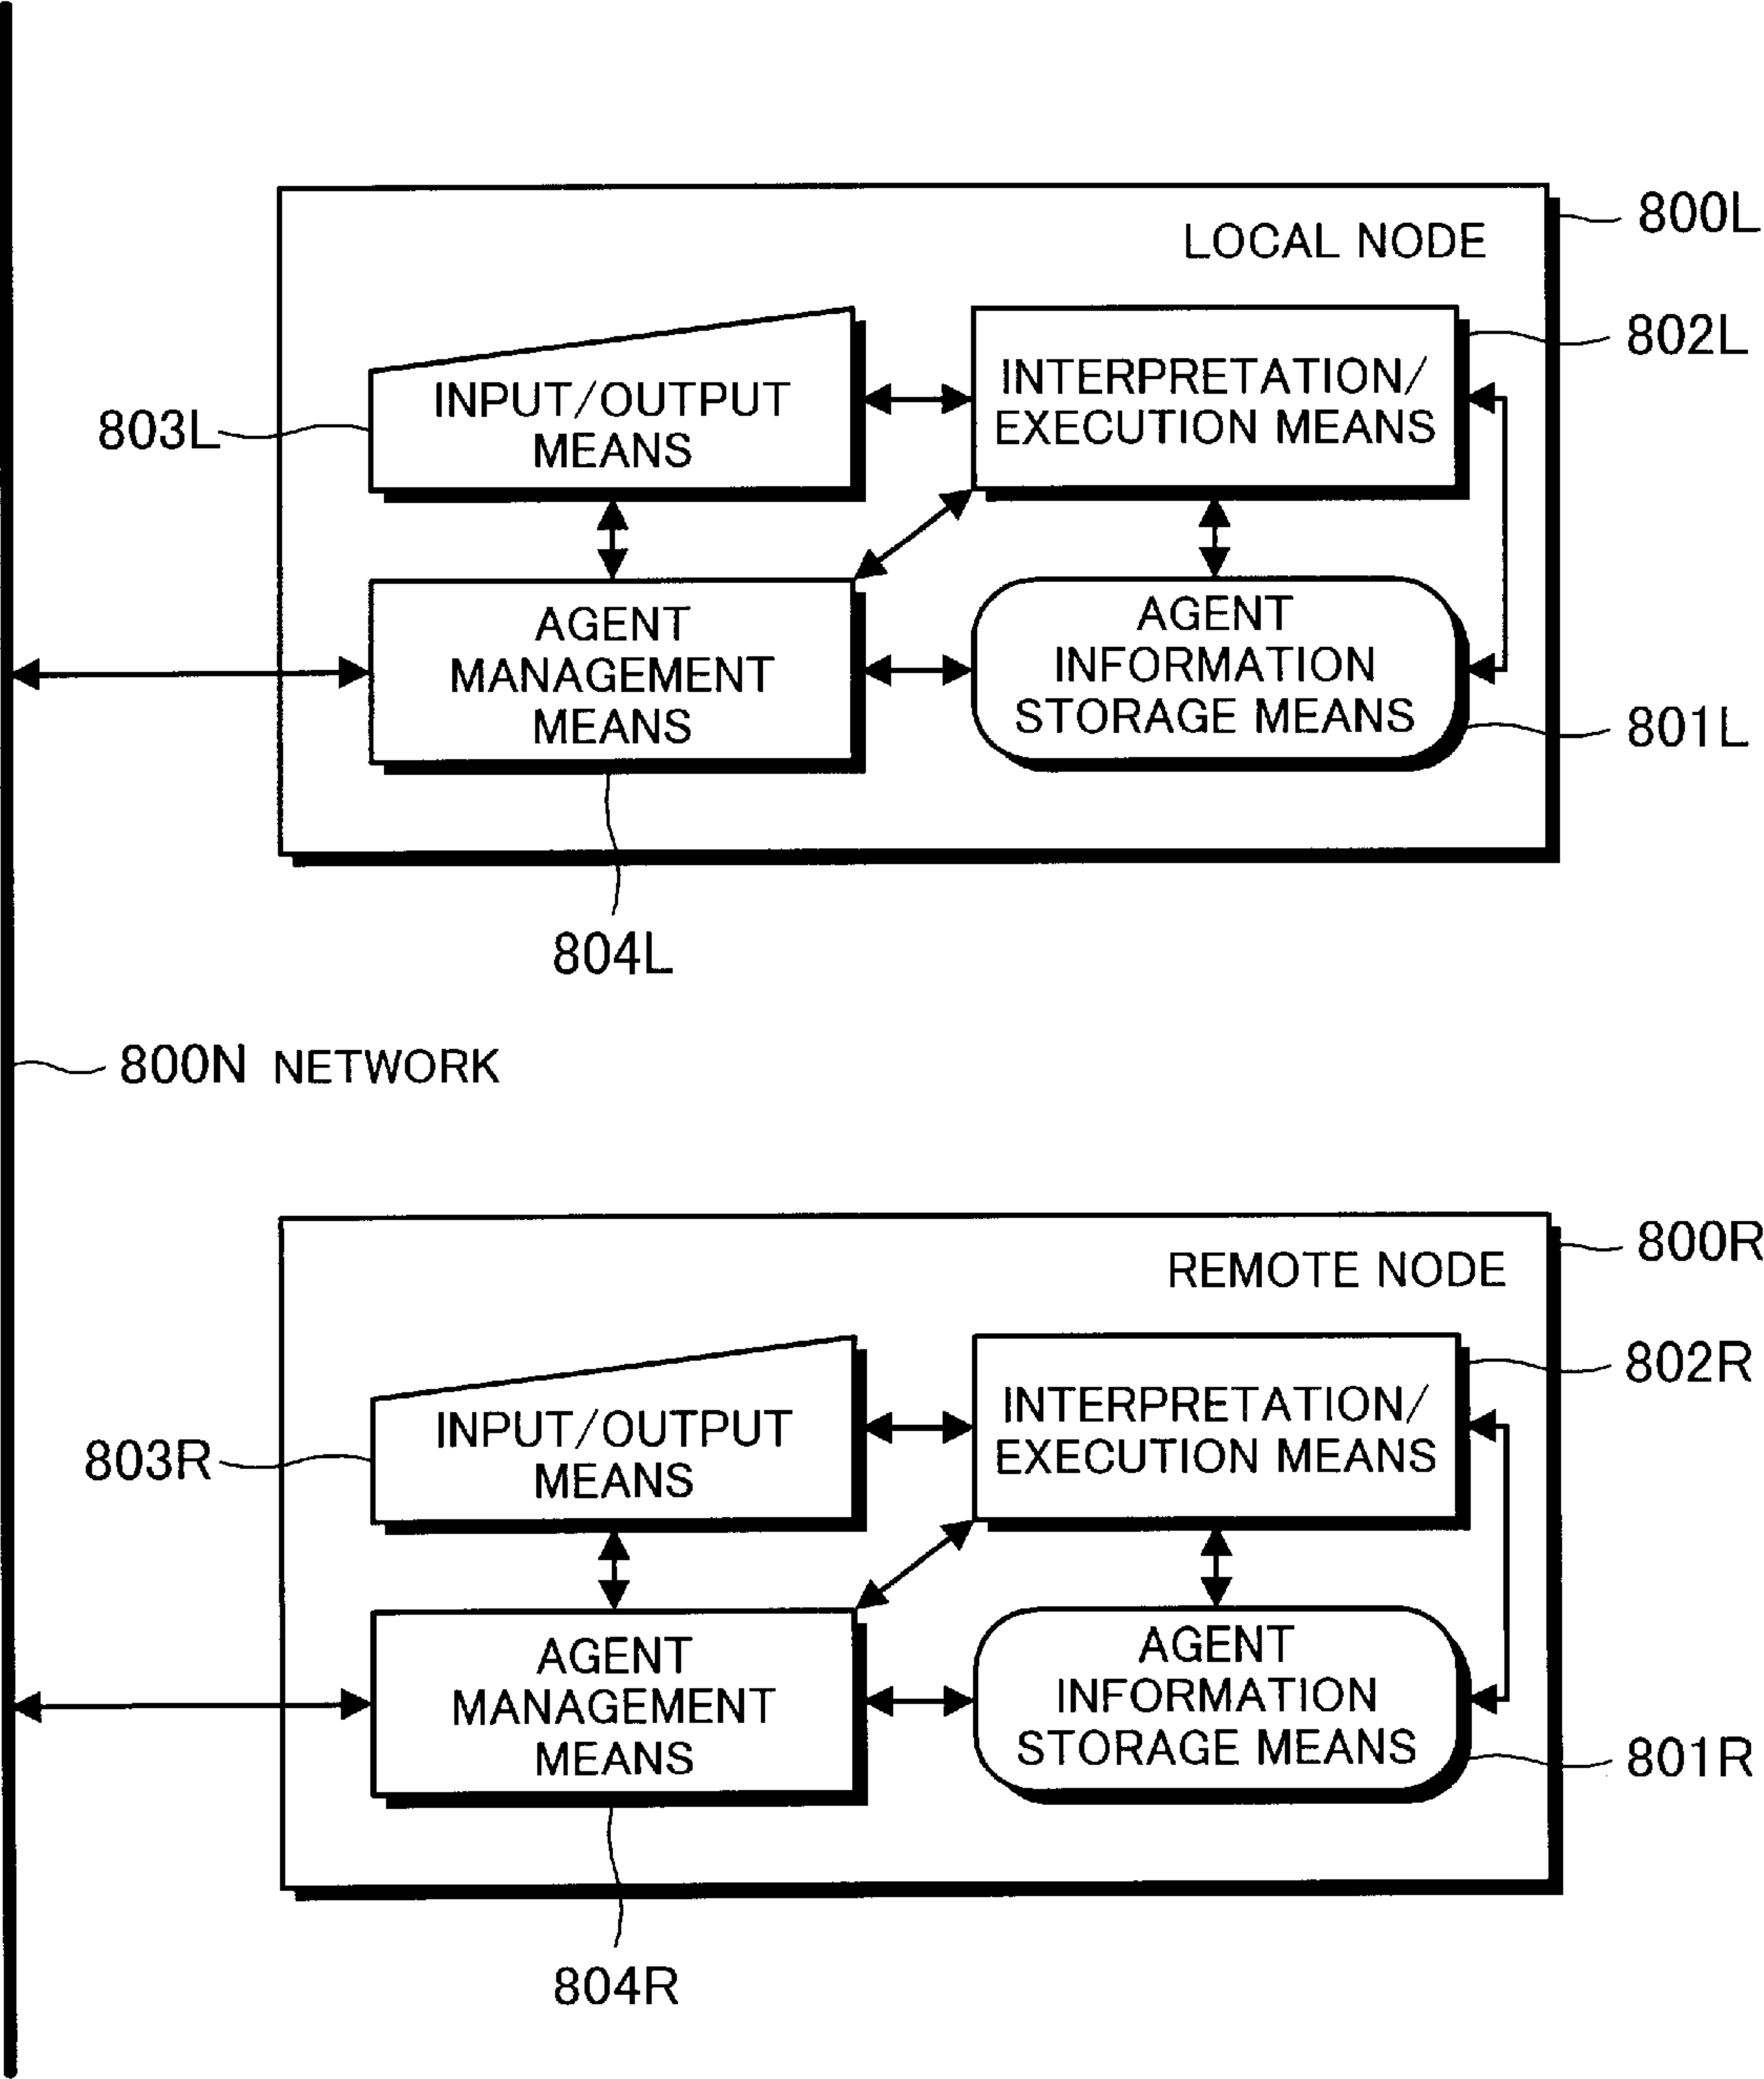 800L
LOCAL NODE
802L
INTERPRETATION/
EXECUTION MEANS
INPUT/OUTPUT
MEANS
803L
AGENT
MANAGEMENT
MEANS
AGENT
INFORMATION
STORAGE MEANS
801L
804L
800N NETWORK
800R
REMOTE NODE
802R
INTERPRETATION/
EXECUTION MEANS
INPUT/OUTPUT
MEANS
803R
AGENT
MANAGEMENT
MEANS
AGENT
INFORMATION
STORAGE MEANS
801R
804R